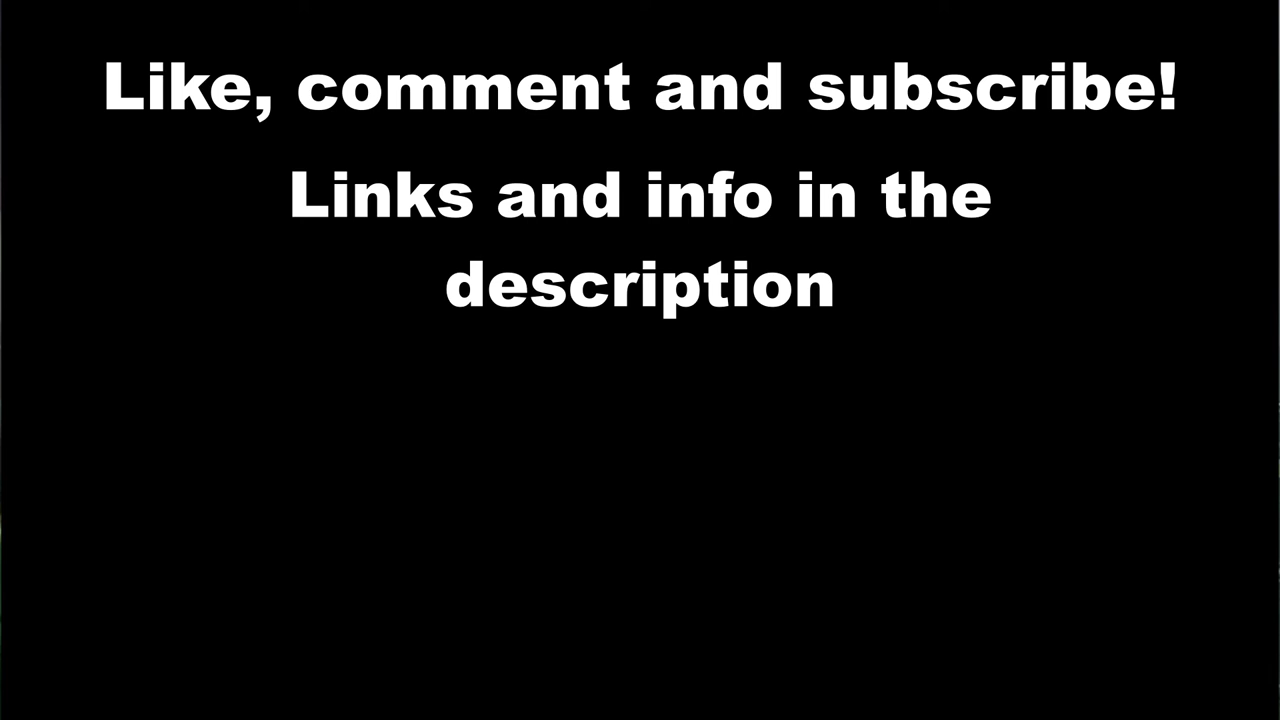 Like, comment and subscribe!
Links and info in the
description